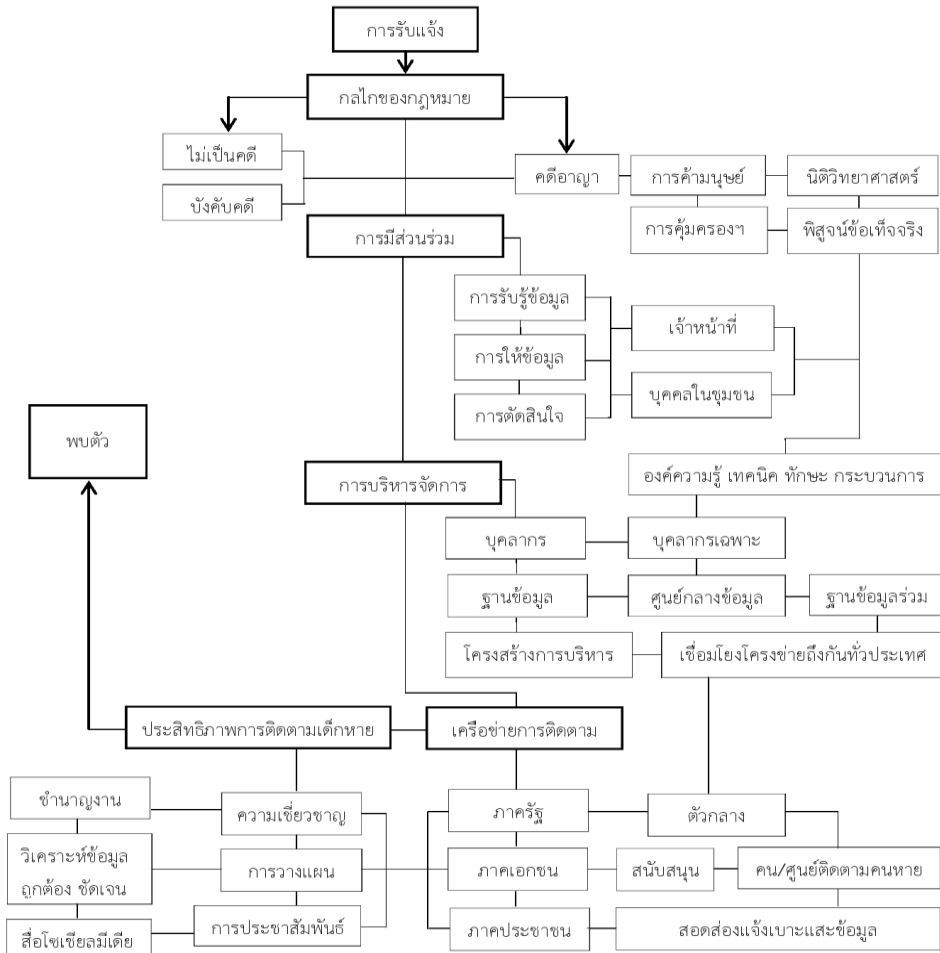 การรับแจ้ง
กลไกของกฎหมาย
ไม่เป็นคดี
คดีอาญา
การค้ามนุษย์
นิติวิทยาศาสตร์
บังคับคดี
การมีส่วนร่วม
การคุ้มครองฯ
พิสูจน์ข้อเท็จจริง
การรับรู้ข้อมูล
เจ้าหน้าที่
การให้ข้อมูล
บุคคลในชุมชน
การตัดสินใจ
พบตัว
การบริหารจัดการ
องค์ความรู้ เทคนิค ทักษะ กระบวนการ
บุคลากร
บุคลากรเฉพาะ
ฐานข้อมูล
ศูนย์กลางข้อมูล
ฐานข้อมูลร่วม
โครงสร้างการบริหาร
เชื่อมโยงโครงข่ายถึงกันทั่วประเทศ
ประสิทธิภาพการติดตามเด็กหาย
เครือข่ายการติดตาม
ชำนาญงาน
ความเชี่ยวชาญ
ภาครัฐ
ตัวกลาง
วิเคราะห์ข้อมูล
ถูกต้อง ชัดเจน
การวางแผน
ภาคเอกชน
สนับสนุน
คน/ศูนย์ติดตามคนหาย
สื่อโซเชียลมีเดีย
การประชาสัมพันธ์
ภาคประชาชน
สอดส่องแจ้งเบาะแสะข้อมูล